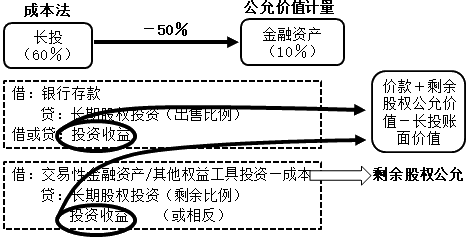 成本法
公允价值计量
长投
（60%）
－50%
金融资产
（10%）
借：银行存款
贷：长期股权投资（出售比例）
借或贷：投资收益
价款＋剩余
股权公允价
值－长投账
面价值
借：交易性金融资产/其他权益工具投资－成本
贷：长期股权投资（剩余比例）
投资收益　　（或相反）
剩余股权公允